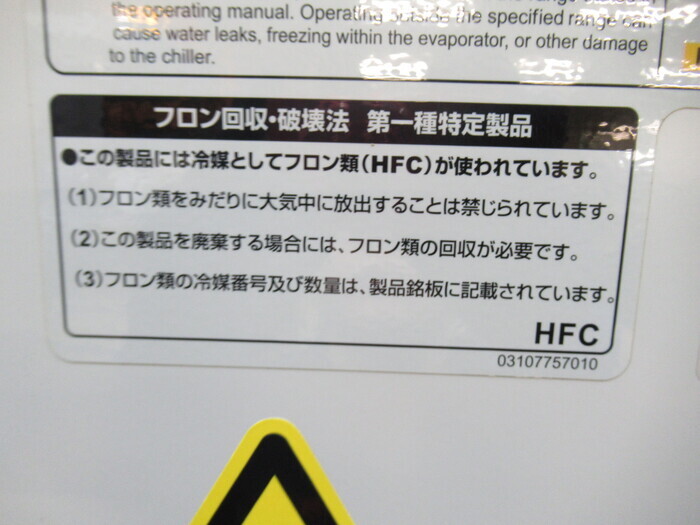 the operating manual. Operating outside the specified range can
cause water leaks, freezing within the evaporator, or other damage
to the chiller.
フロン回収・破壊法 第一種特定製品
●この製品には冷媒としてフロン類(HFC)が使われています。
(1)フロン類をみだりに大気中に放出することは禁じられています。
(2)この製品を廃棄する場合には、フロン類の回収が必要です。
(3)フロン類の冷媒番号及び数量は、製品銘板に記載されています。
HFC
03107757010